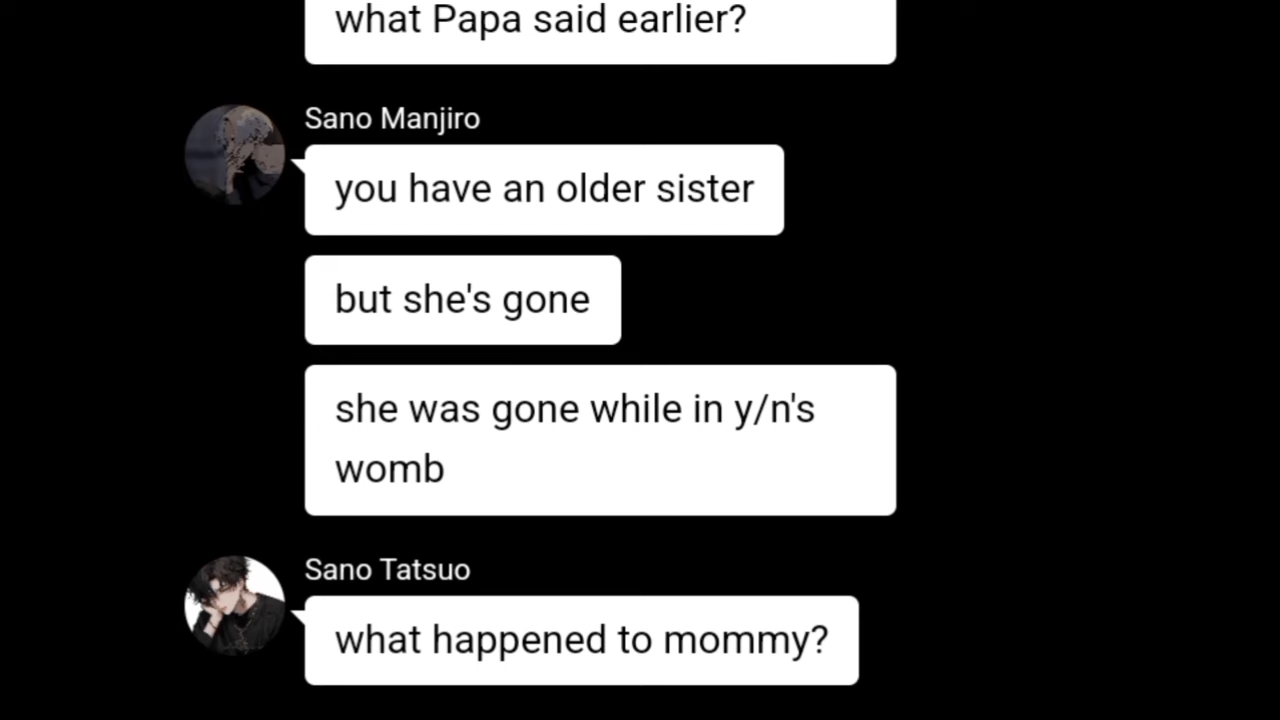 what Papa said earlier?
Sano Manjiro
you have an older sister
but she's gone
she was gone while in y/n's
womb
Sano Tatsuo
what happened to mommy?